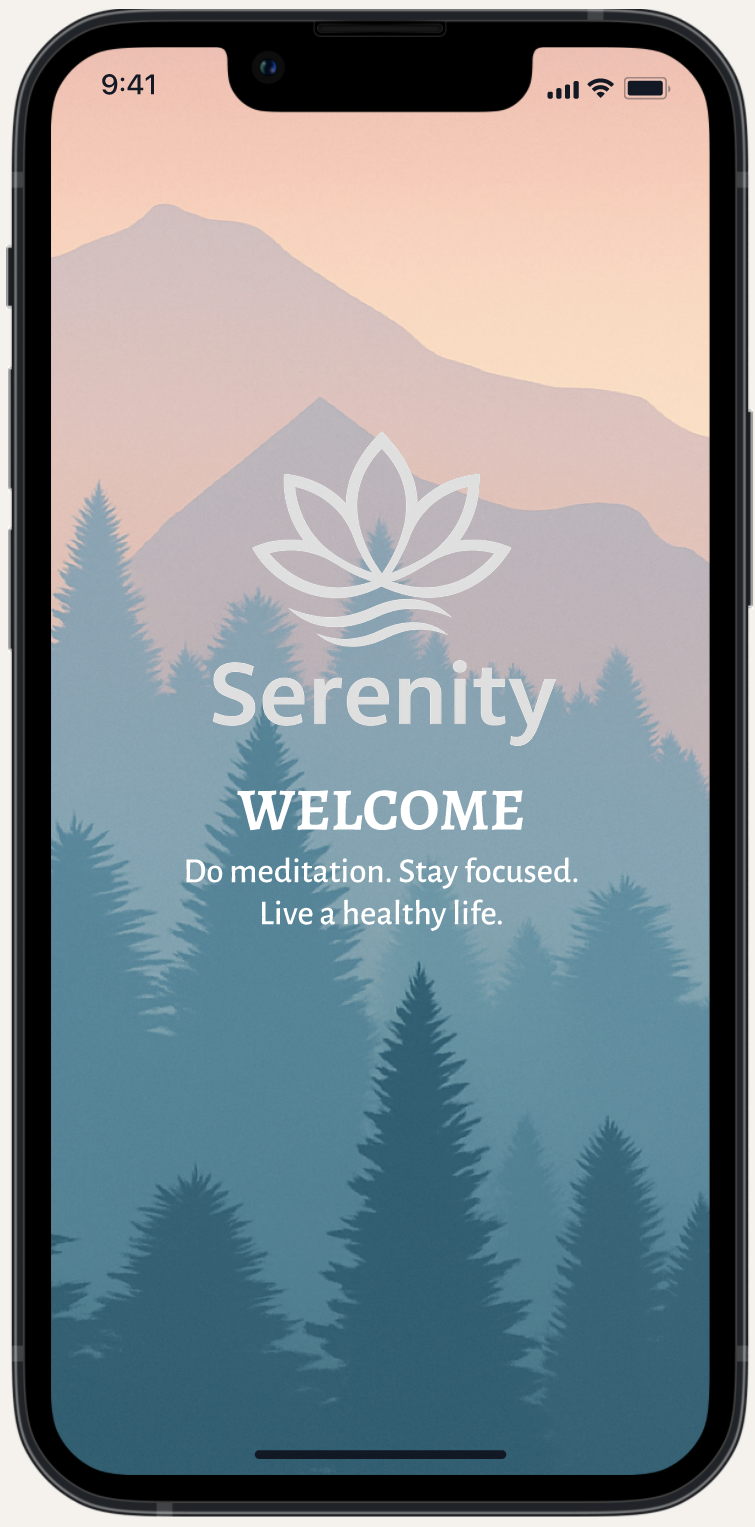 9:41
Serenity
WELCOME
Do meditation. Stay focused.
Live a healthy life.